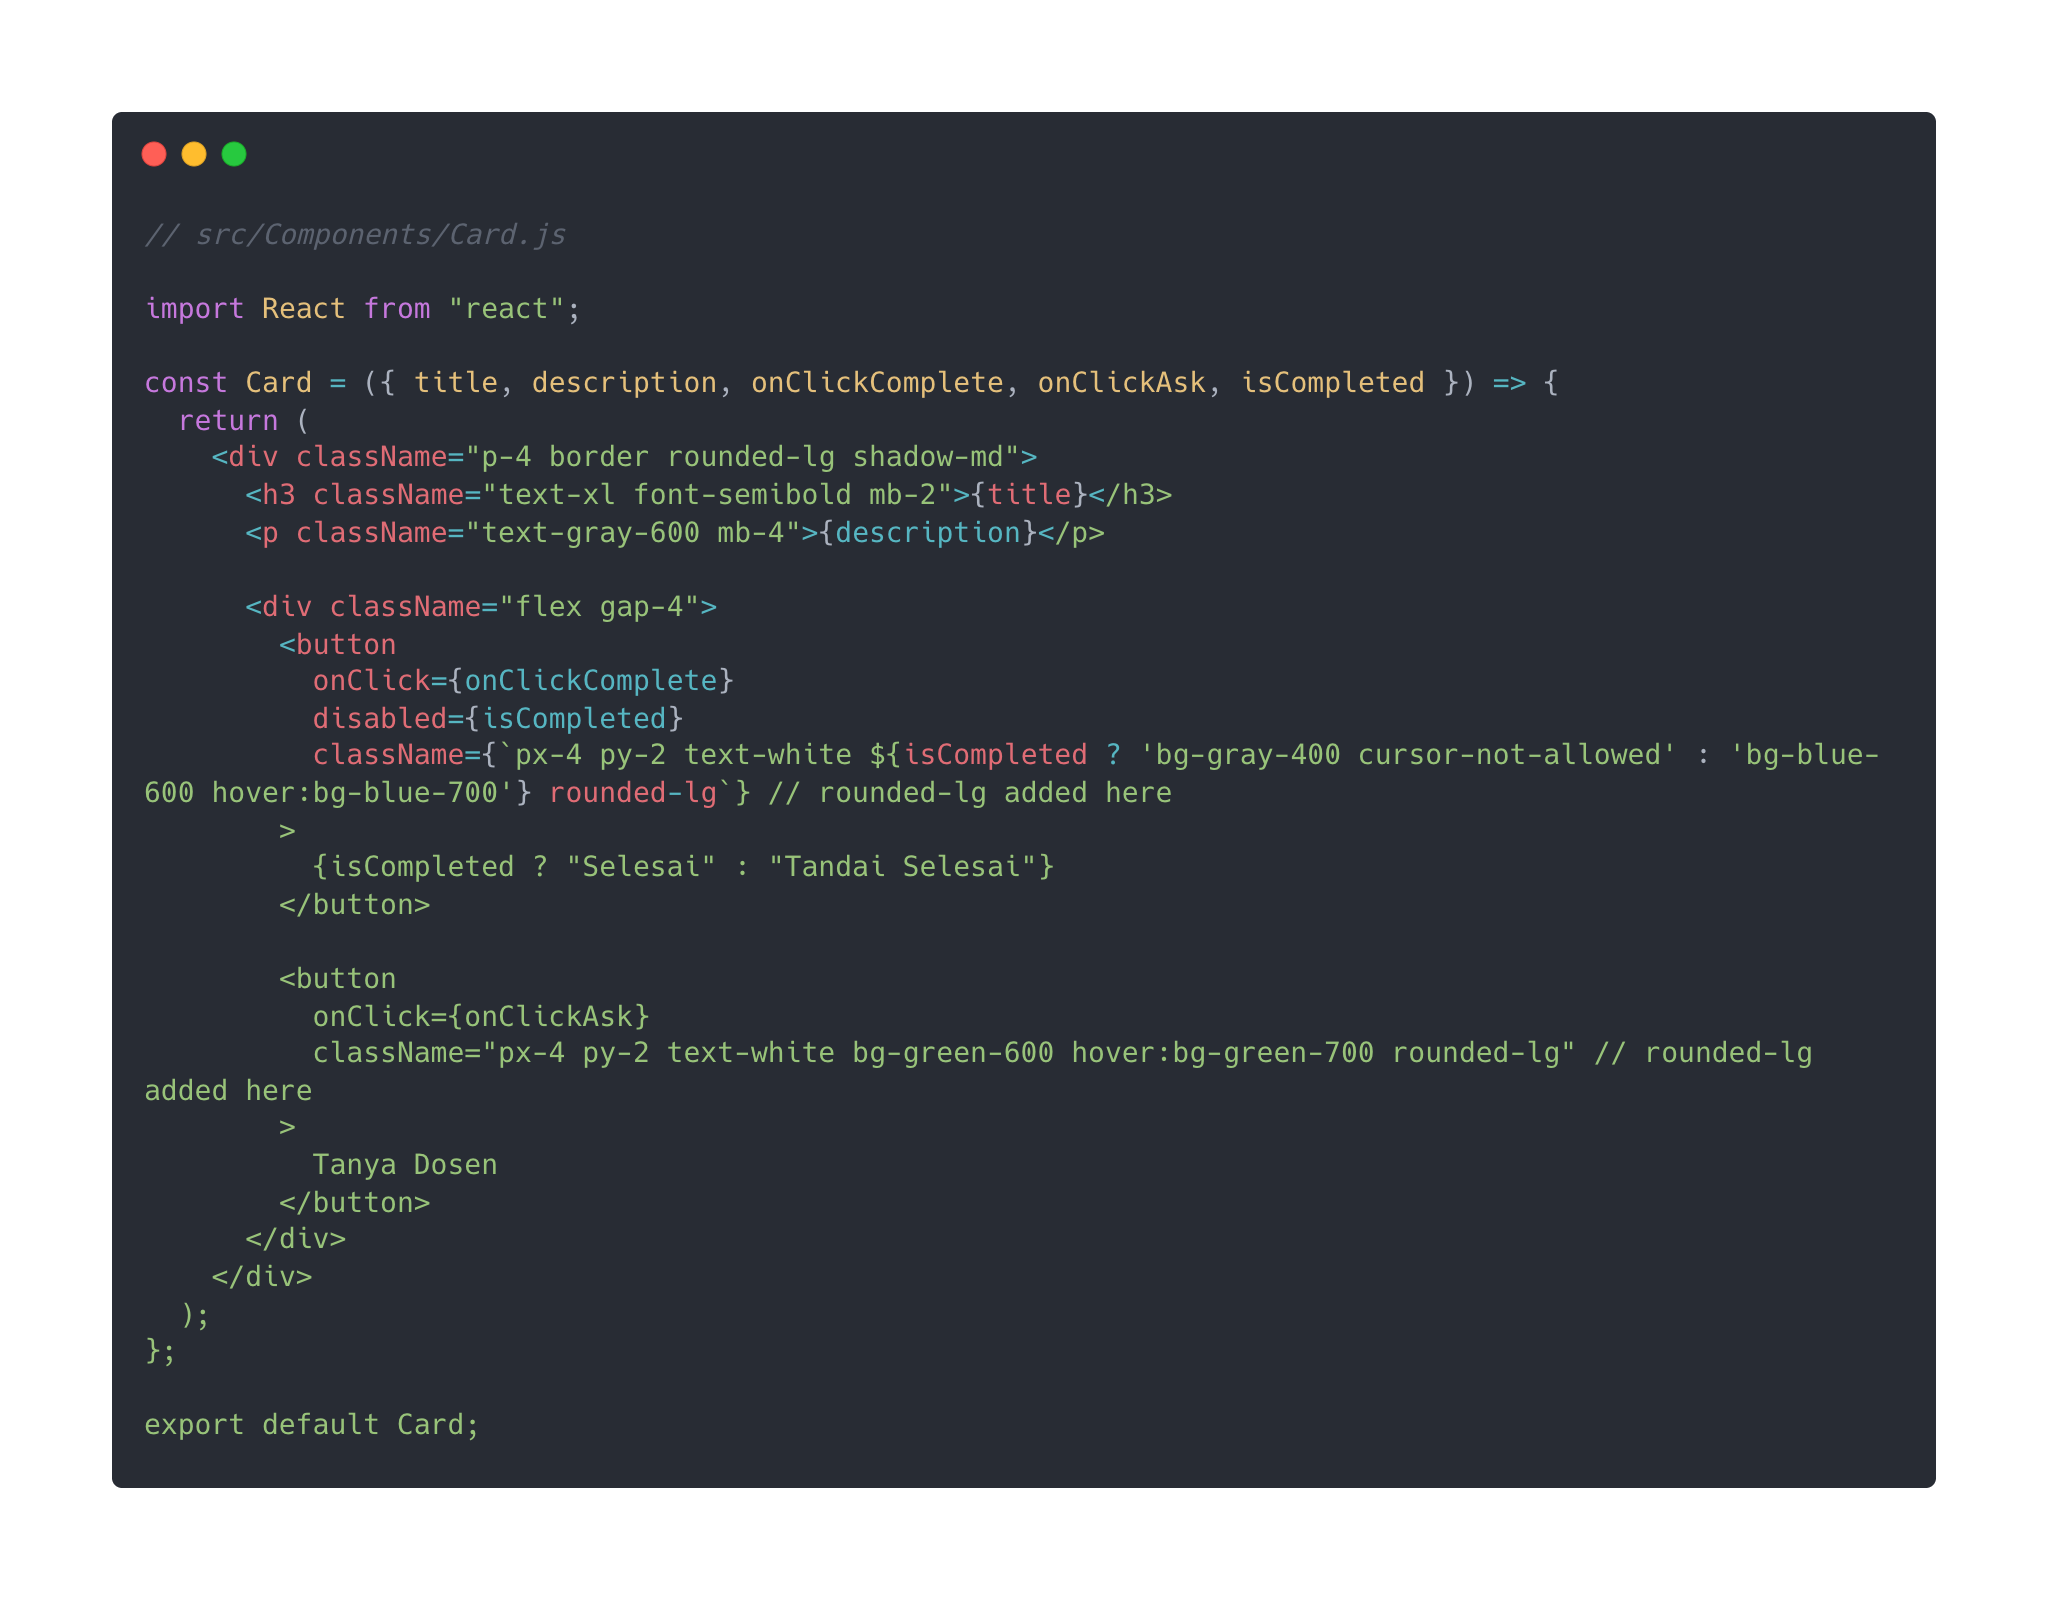 // src/Components/Card.js

import React from "react";

const Card = ({ title, description, onClickComplete, onClickAsk, isCompleted }) => {
  return (
    <div className="p-4 border rounded-lg shadow-md">
      <h3 className="text-xl font-semibold mb-2">{title}</h3>
      <p className="text-gray-600 mb-4">{description}</p>

      <div className="flex gap-4">
        <button
          onClick={onClickComplete}
          disabled={isCompleted}
          className={`px-4 py-2 text-white ${isCompleted ? 'bg-gray-400 cursor-not-allowed' : 'bg-blue-
600 hover:bg-blue-700'} rounded-lg`} // rounded-lg added here
        >
          {isCompleted ? "Selesai" : "Tandai Selesai"}
        </button>

        <button
          onClick={onClickAsk}
          className="px-4 py-2 text-white bg-green-600 hover:bg-green-700 rounded-lg" // rounded-lg
added here
        >
          Tanya Dosen
        </button>
      </div>
    </div>
  );
};

export default Card;